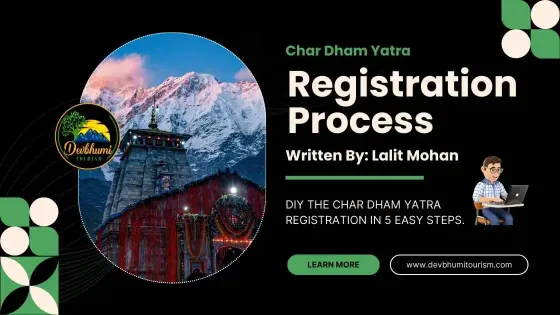 Char Dham Yatra
Registration
Process
Written By: Lalit Mohan
Devbhumi
TOURISM
DIY THE CHAR DHAM YATRA
REGISTRATION IN 5 EASY STEPS.
LEARN MORE
www.devbhumitourism.com